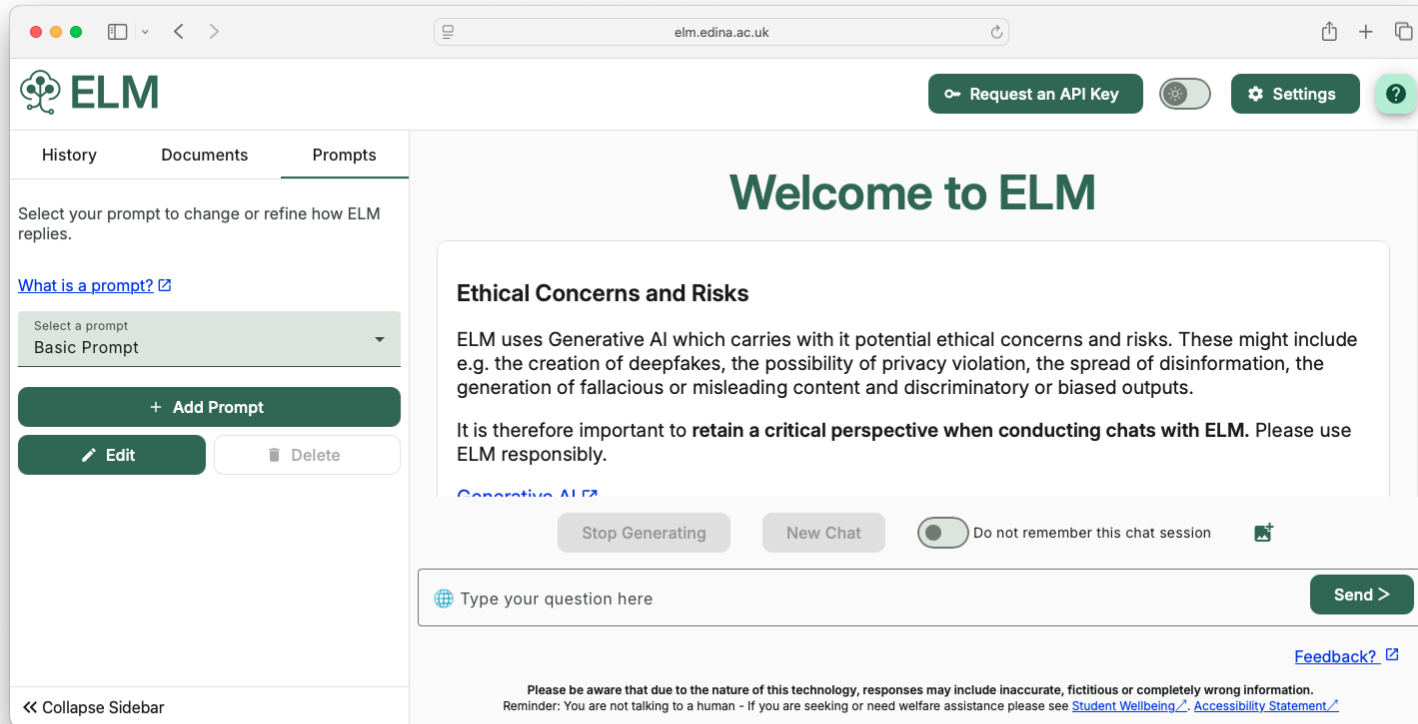 elm.edina.ac.uk
ELM
Request an API Key
Settings
History Documents Prompts
Select your prompt to change or refine how ELM
replies.
What is a prompt?
Select a prompt
Basic Prompt
+ Add Prompt
Edit
Delete
Collapse Sidebar
Welcome to ELM
Ethical Concerns and Risks
ELM uses Generative AI which carries with it potential ethical concerns and risks. These might include
e.g. the creation of deepfakes, the possibility of privacy violation, the spread of disinformation, the
generation of fallacious or misleading content and discriminatory or biased outputs.
It is therefore important to retain a critical perspective when conducting chats with ELM. Please use
ELM responsibly.
Generative AI
Stop Generating
New Chat
Do not remember this chat session
Type your question here
Send >
Feedback?
Please be aware that due to the nature of this technology, responses may include inaccurate, fictitious or completely wrong information.
Reminder: You are not talking to a human - If you are seeking or need welfare assistance please see Student Wellbeing. Accessibility Statement